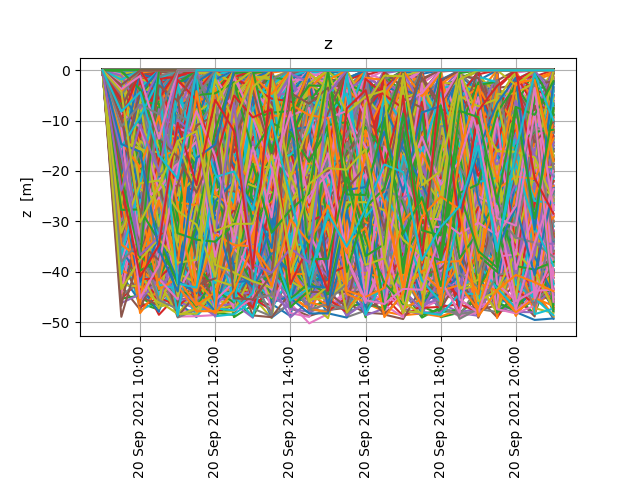 z
0
−10
−20
−30
−40
−50
z [m]
20 Sep 2021 10:00
20 Sep 2021 12:00
20 Sep 2021 14:00
20 Sep 2021 16:00
20 Sep 2021 18:00
20 Sep 2021 20:00